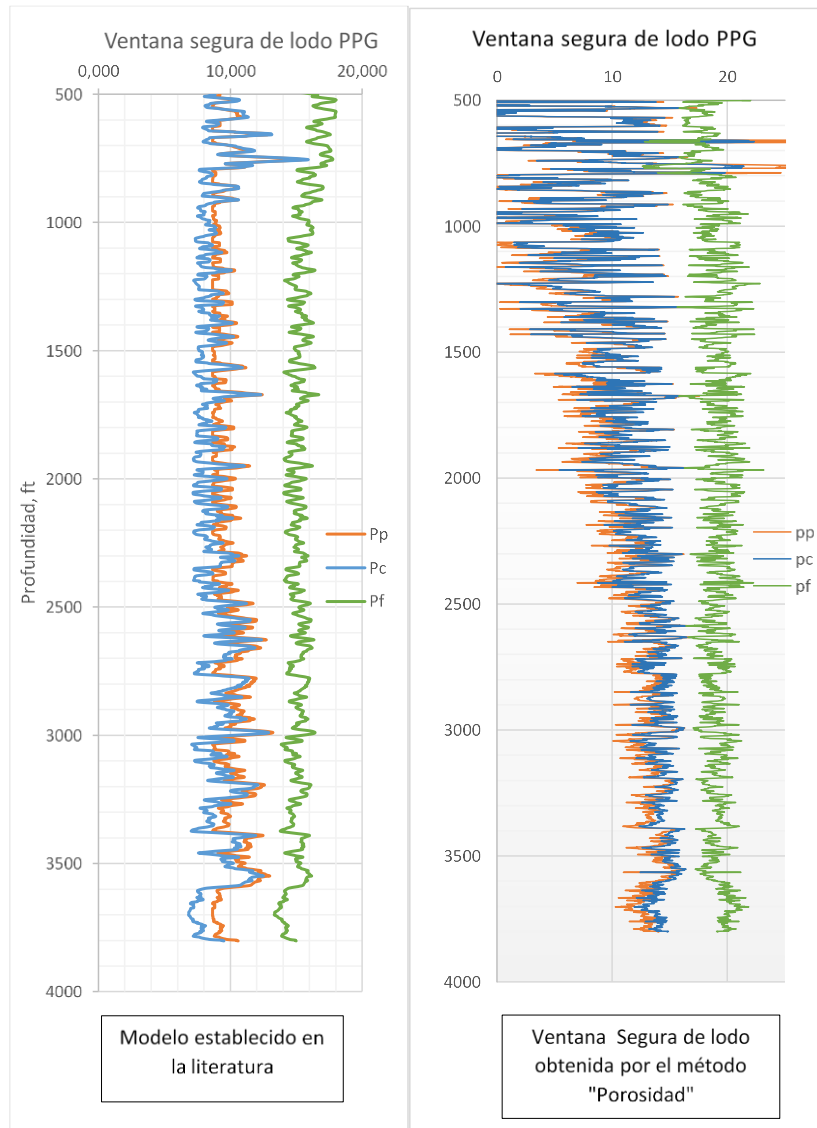 Ventana segura de lodo PPG
0,000 10,000 20,000
500
1000
1500
2000
2500
3000
3500
4000
Profundidad, ft
Pp
Pc
Pf
Modelo establecido en
la literatura
Ventana segura de lodo PPG
0 10 20
500
1000
1500
2000
2500
3000
3500
4000
pp
pc
pf
Ventana Segura de lodo
obtenida por el método
"Porosidad"